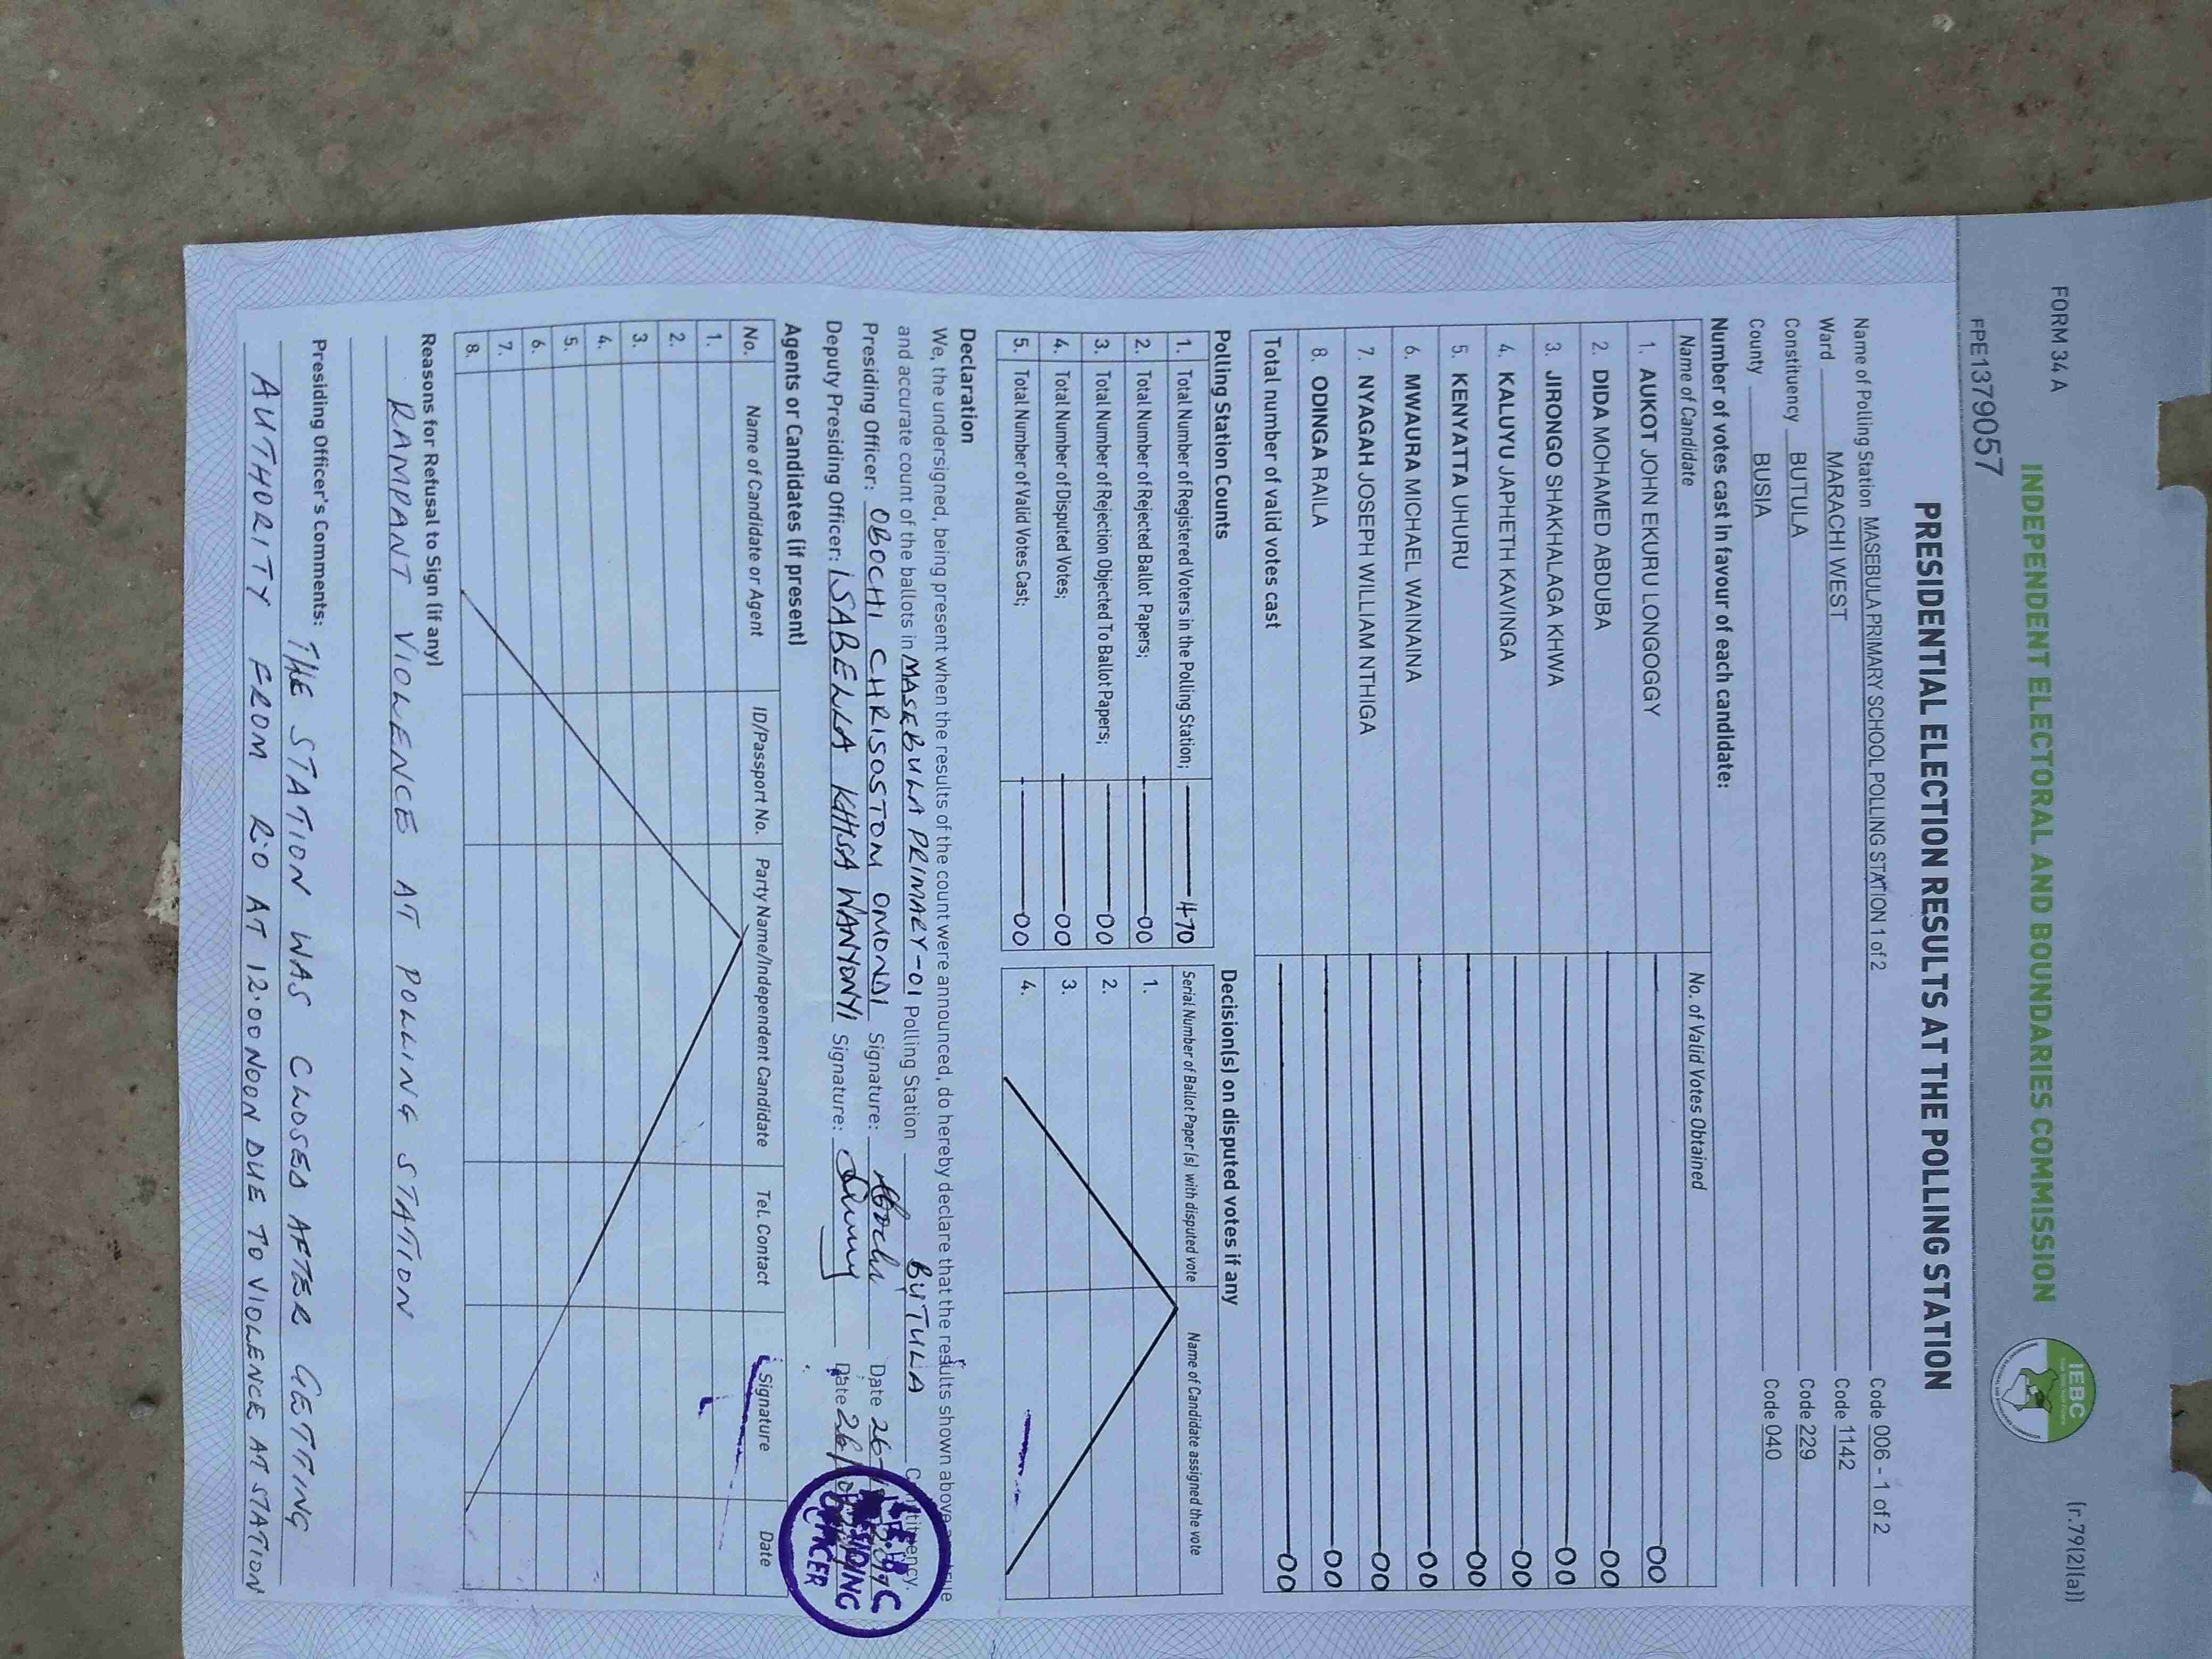 FORM 34 A
(r.79(2)(a))
INDEPENDENT ELECTORAL AND BOUNDARIES COMMISSION
IEBC
FPE1379057
PRESIDENTIAL ELECTION RESULTS AT THE POLLING STATION
Name of Polling Station MASEBULA PRIMARY SCHOOL POLLING STATION 1 of 2 Code 006 - 1 of 2
Ward MARACHI WEST Code 1142
Constituency BUTULA Code 229
County BUSIA Code 040
Number of votes cast in favour of each candidate:
Name of Candidate No. of Valid Votes Obtained
1. AUKOT JOHN EKURU LONGOGGY 00
2. DIDA MOHAMED ABDUBA 00
3. JIRONGO SHAKHALAGA KHWA 00
4. KALUYU JAPHETH KAVINGA 00
5. KENYATTA UHURU 00
6. MWAURA MICHAEL WAINAINA 00
7. NYAGAH JOSEPH WILLIAM NTHIGA 00
8. ODINGA RAILA 00
Total number of valid votes cast 00
Polling Station Counts
1. Total Number of Registered Voters in the Polling Station; 470
2. Total Number of Rejected Ballot Papers; 00
3. Total Number of Rejection Objected To Ballot Papers; 00
4. Total Number of Disputed Votes; 00
5. Total Number of Valid Votes Cast; 00
Decision(s) on disputed votes if any
Serial Number of Ballot Paper(s) with disputed vote Name of Candidate assigned the vote
1.
2.
3.
4.
Declaration
We, the undersigned, being present when the results of the count were announced, do hereby declare that the results shown above a true
and accurate count of the ballots in MASEBULA PRIMARY-01 Polling Station BUTULA Constituency.
Presiding Officer: OBOCHI CHRISOSTOM OMONDI Signature: Obochi Date 26
Deputy Presiding Officer: ISABELLA KHISA WANYONYI Signature: Date 26/
PRESIDING
OFFICER
Agents or Candidates (if present)
No. Name of Candidate or Agent ID/Passport No. Party Name/Independent Candidate Tel. Contact Signature Date
1.
2.
3.
4.
5.
6.
7.
8.
Reasons for Refusal to Sign (if any)
RAMPANT VIOLENCE AT POLLING STATION
Presiding Officer's Comments: THE STATION WAS CLOSED AFTER GETTING
AUTHORITY FROM R.O AT 12.00NOON DUE TO VIOLENCE AT STATION